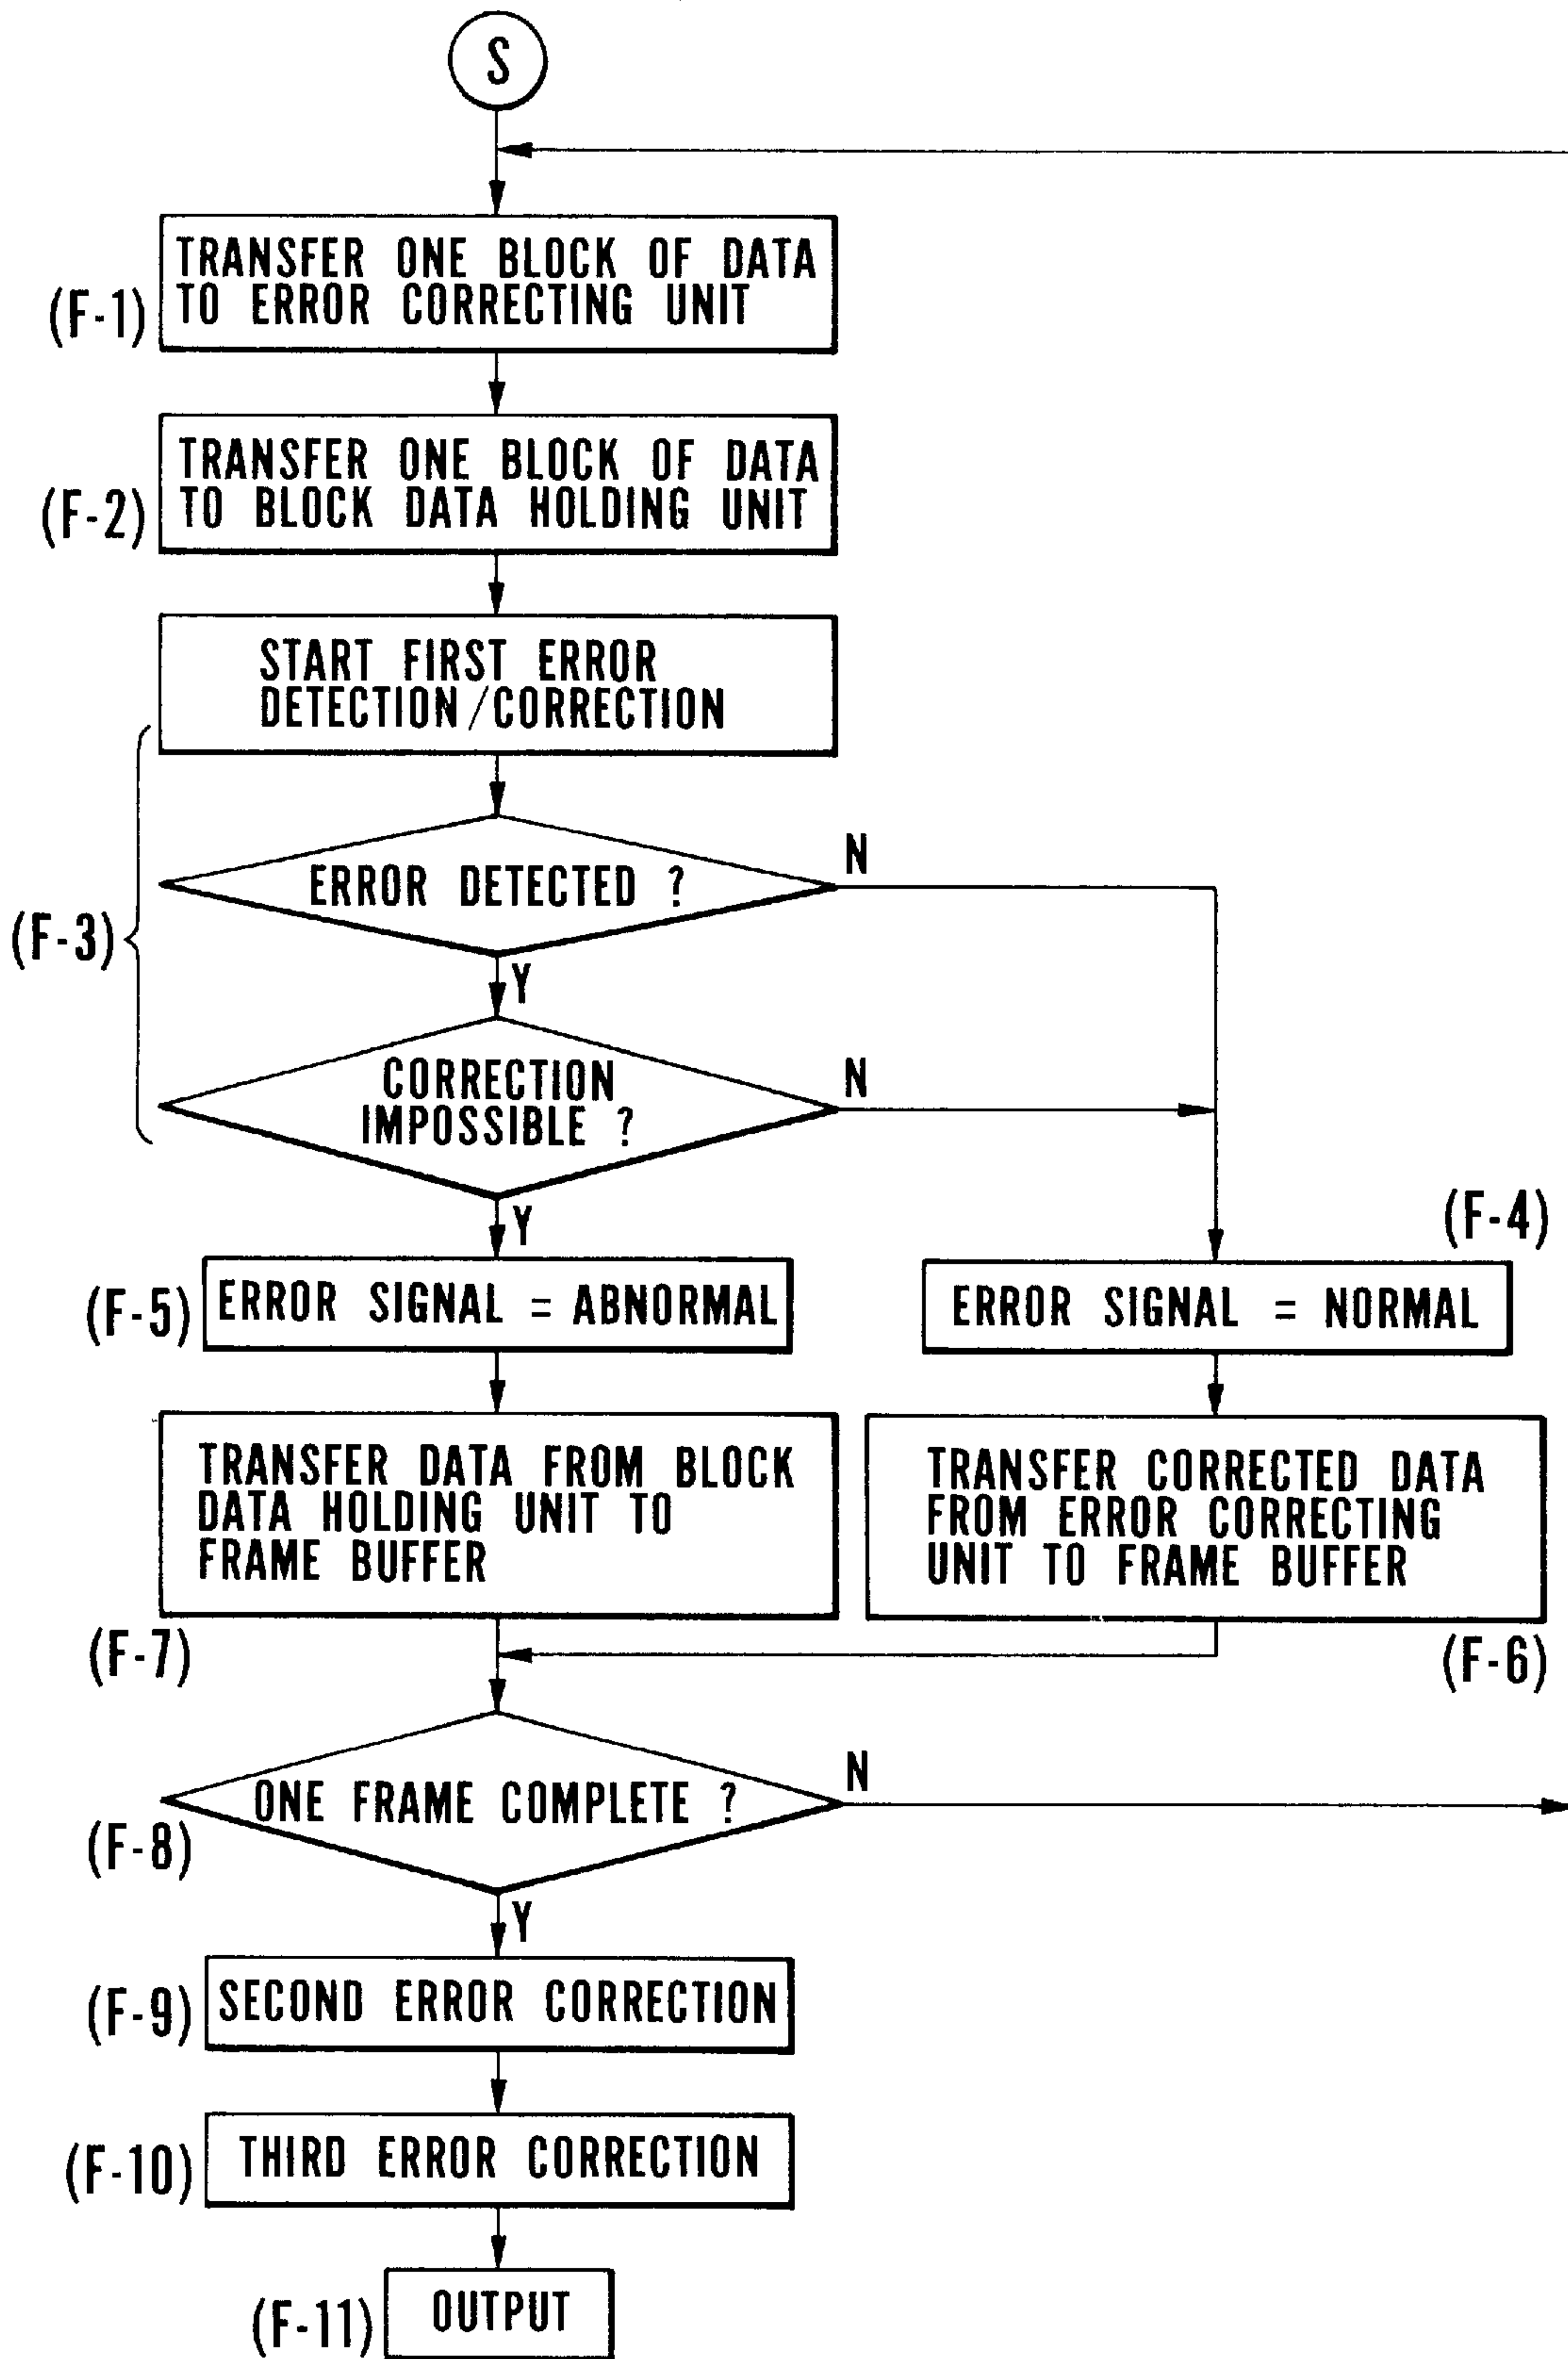 S
TRANSFER ONE BLOCK OF DATA
TO ERROR CORRECTING UNIT
(F-1)
TRANSFER ONE BLOCK OF DATA
TO BLOCK DATA HOLDING UNIT
(F-2)
START FIRST ERROR
DETECTION/CORRECTION
ERROR DETECTED ?
N
(F-3)
Y
CORRECTION
IMPOSSIBLE ?
N
Y
(F-4)
(F-5)
ERROR SIGNAL = ABNORMAL
ERROR SIGNAL = NORMAL
TRANSFER DATA FROM BLOCK
DATA HOLDING UNIT TO
FRAME BUFFER
TRANSFER CORRECTED DATA
FROM ERROR CORRECTING
UNIT TO FRAME BUFFER
(F-7)
(F-6)
ONE FRAME COMPLETE ?
N
(F-8)
Y
(F-9)
SECOND ERROR CORRECTION
(F-10)
THIRD ERROR CORRECTION
(F-11)
OUTPUT